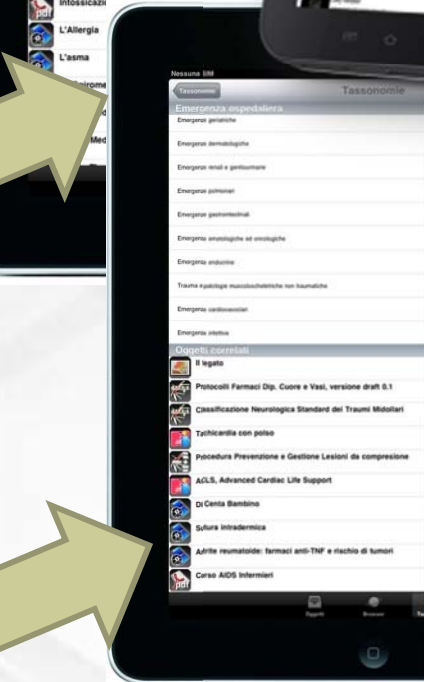 Intossicazi
L'Allergia
L'asma
Med
Nessuna SIM
Tassonomie
Tassonomie
Emergenza ospedaliera
Emergenze geriatriche
Emergenze dermatologiche
Emergenze renali e genitourinarie
Emergenze polmonari
Emergenze gastrointestinali
Emergenze ematologiche ed oncologiche
Emergenze endocrine
Trauma e patologie muscoloscheletriche non traumatiche
Emergenze cardiovascolari
Emergenze infettive
Oggetti correlati
Il fegato
Protocolli Farmaci Dip. Cuore e Vasi, versione draft 0.1
Classificazione Neurologica Standard dei Traumi Midollari
Tachicardia con polso
Procedura Prevenzione e Gestione Lesioni da compressione
ACLS, Advanced Cardiac Life Support
Di Centa Bambino
Sutura intradermica
Artrite reumatoide: farmaci anti-TNF e rischio di tumori
Corso AIDS Infermieri
pdf
Oggetti
Browser